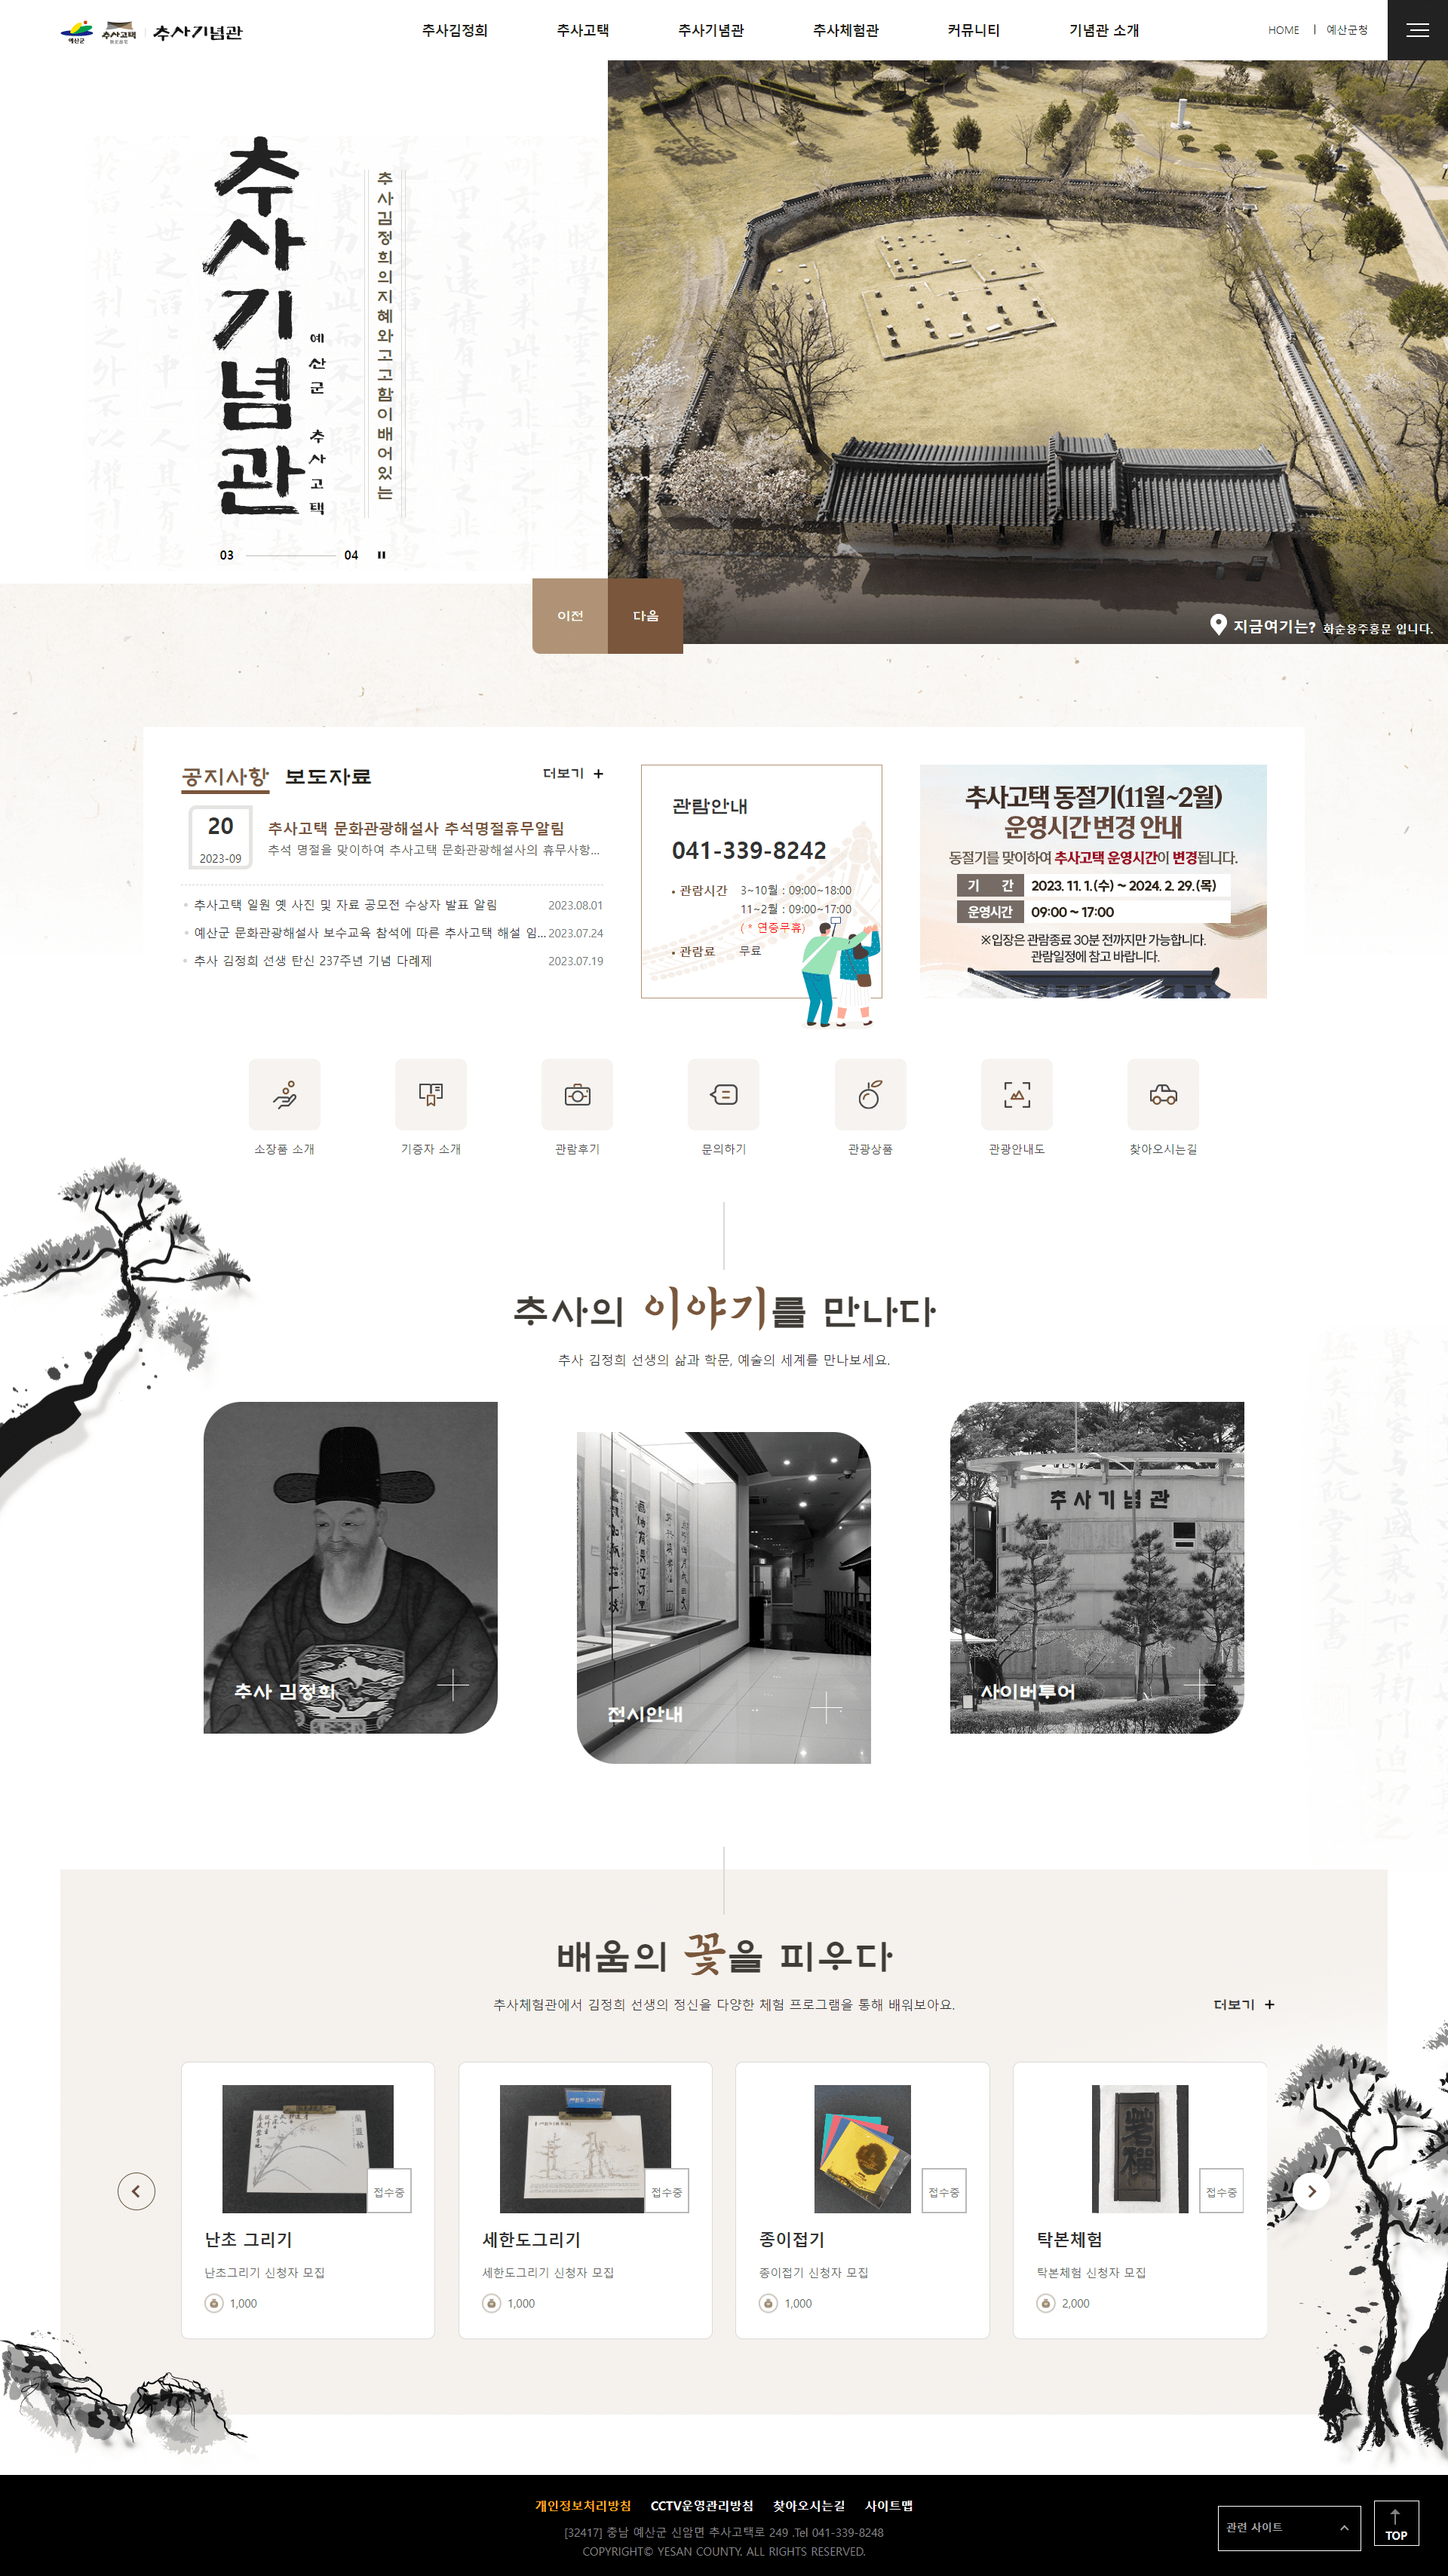 예산군 추사고택 추사기념관
추사김정희 추사고택 추사기념관 추사체험관 커뮤니티 기념관 소개
HOME 예산군청
추사기념관
예산군 추사고택
추사김정희의지혜와고고함이배어있는
03 04
이전 다음
지금여기는? 화순옹주홍문 입니다.
공지사항 보도자료 더보기 +
20
2023-09
추사고택 문화관광해설사 추석명절휴무알림
추석 명절을 맞이하여 추사고택 문화관광해설사의 휴무사항...
추사고택 일원 옛 사진 및 자료 공모전 수상자 발표 알림 2023.08.01
예산군 문화관광해설사 보수교육 참석에 따른 추사고택 해설 임... 2023.07.24
추사 김정희 선생 탄신 237주년 기념 다례제 2023.07.19
관람안내
041-339-8242
관람시간 3~10월 : 09:00~18:00
11~2월 : 09:00~17:00
( * 연중무휴)
관람료 무료
추사고택 동절기(11월~2월)
운영시간 변경 안내
동절기를 맞이하여 추사고택 운영시간이 변경됩니다.
기 간 2023. 11. 1.(수) ~ 2024. 2. 29.(목)
운영시간 09:00 ~ 17:00
※입장은 관람종료 30분 전까지만 가능합니다.
관람일정에 참고 바랍니다.
소장품 소개 기증자 소개 관람후기 문의하기 관광상품 관광안내도 찾아오시는길
추사의 이야기를 만나다
추사 김정희 선생의 삶과 학문, 예술의 세계를 만나보세요.
추사기념관
추사 김정희
전시안내
사이버투어
배움의 꽃을 피우다
추사체험관에서 김정희 선생의 정신을 다양한 체험 프로그램을 통해 배워보아요.
더보기 +
접수중 접수중 접수중 접수중
난초 그리기 세한도그리기 종이접기 탁본체험
난초그리기 신청자 모집 세한도그리기 신청자 모집 종이접기 신청자 모집 탁본체험 신청자 모집
1,000 1,000 1,000 2,000
개인정보처리방침 CCTV운영관리방침 찾아오시는길 사이트맵
[32417] 충남 예산군 신암면 추사고택로 249 .Tel 041-339-8248
COPYRIGHT© YESAN COUNTY. ALL RIGHTS RESERVED.
관련 사이트
TOP